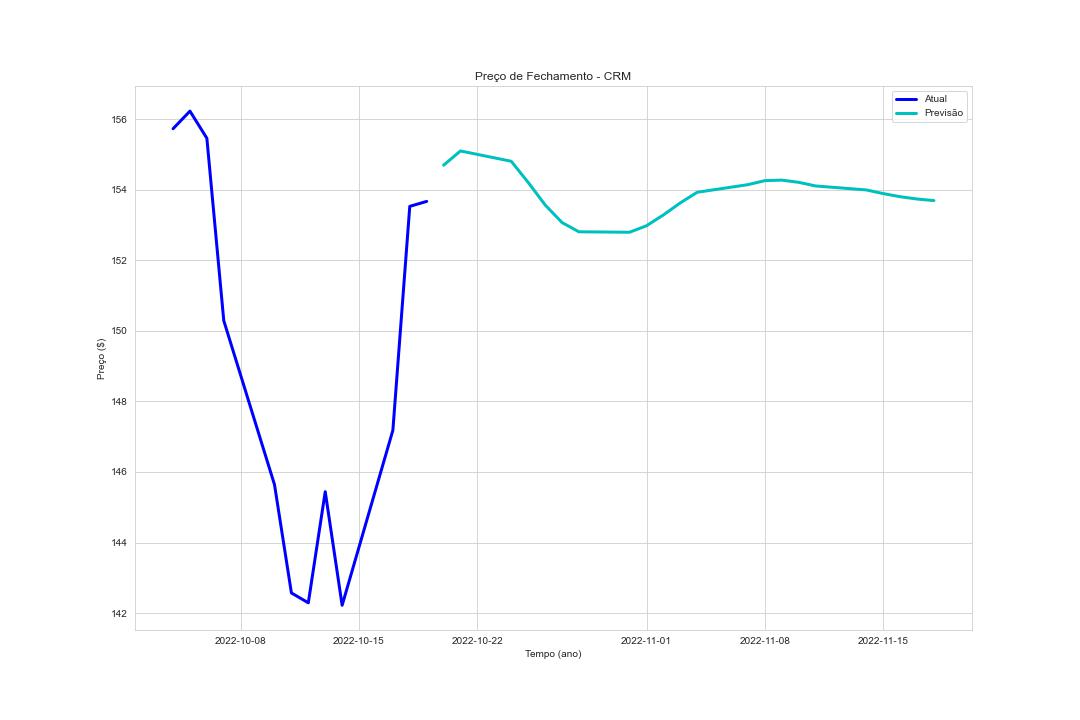 Preço de Fechamento - CRM
Atual
Previsão
156
154
152
150
148
146
144
142
Preço ($)
2022-10-08 2022-10-15 2022-10-22 2022-11-01 2022-11-08 2022-11-15
Tempo (ano)